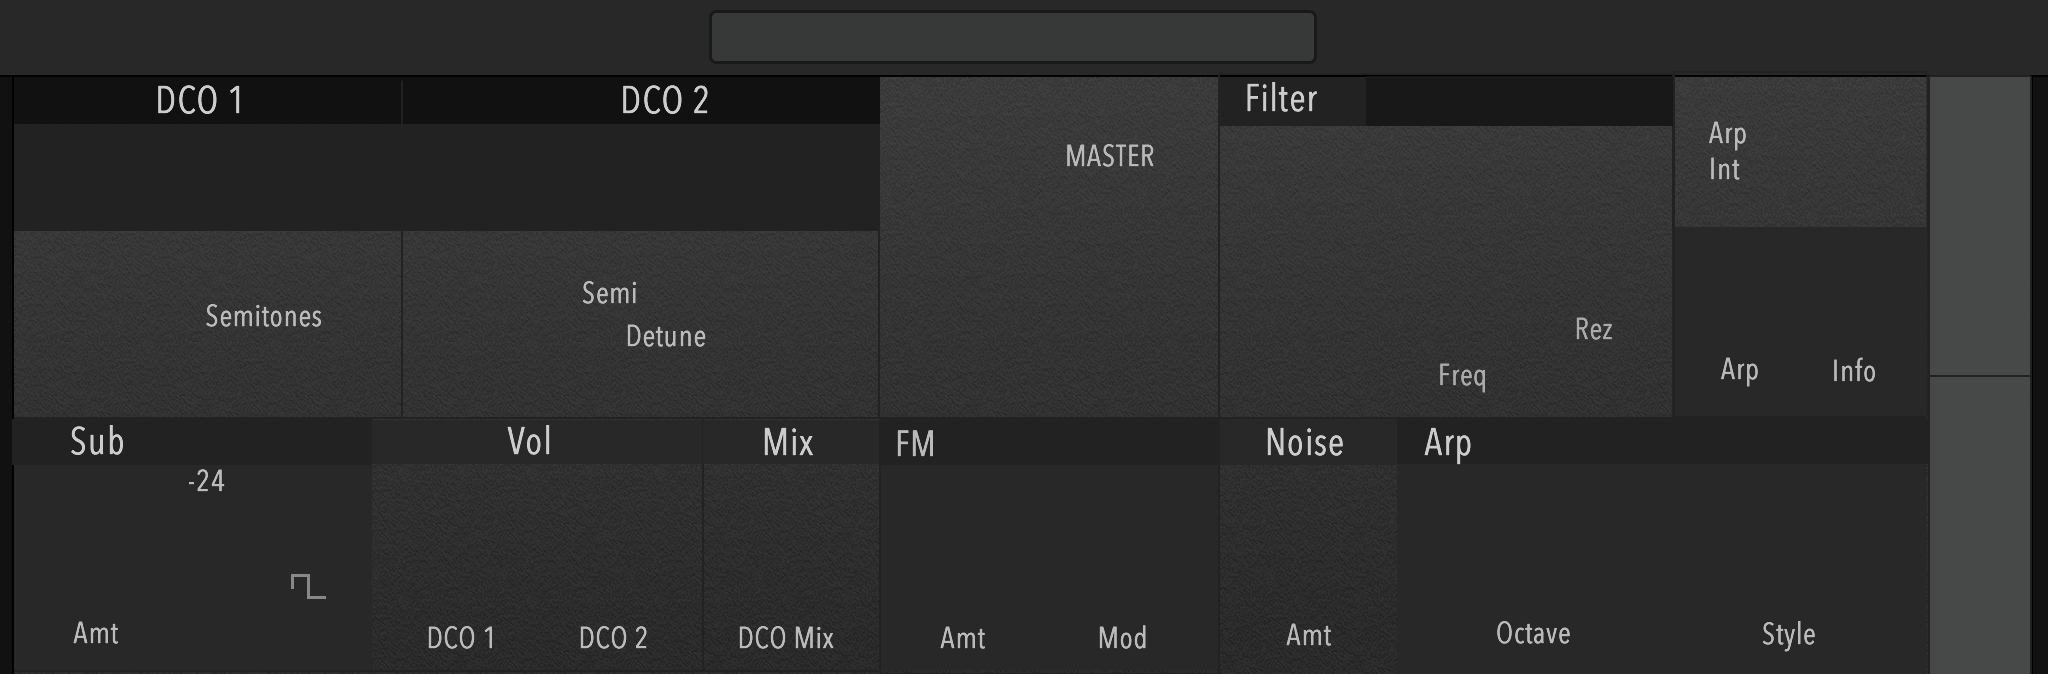 DCO 1
DCO 2
Filter
MASTER
Arp
Int
Semitones
Semi
Detune
Rez
Freq
Arp
Info
Sub
Vol
Mix
FM
Noise
Arp
-24
Amt
DCO 1
DCO 2
DCO Mix
Amt
Mod
Amt
Octave
Style